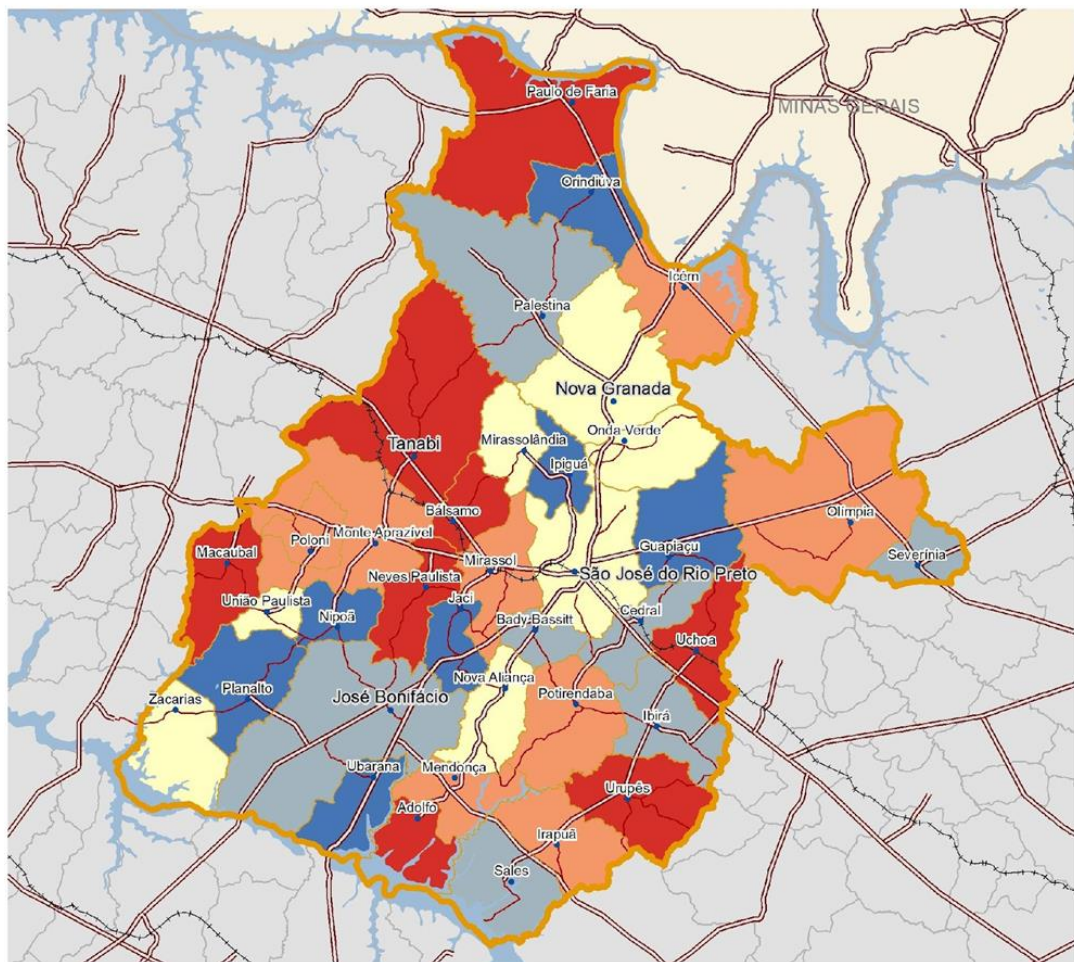 Paulo de Faria
MINAS GERAIS
Orindiúva
Icém
Palestina
Nova Granada
Onda Verde
Mirassolândia
Tanabi
Ipiguá
Bálsamo
Olímpia
Monte Aprazível
Poloni
Macaubal
Guapiaçu
Severínia
Mirassol
São José do Rio Preto
Neves Paulista
União Paulista
Jaci
Nipoã
Bady Bassitt
Cedral
Uchoa
Nova Aliança
Zacarias
Planalto
José Bonifácio
Potirendaba
Ibirá
Ubarana
Mendonça
Adolfo
Urupês
Irapuã
Sales